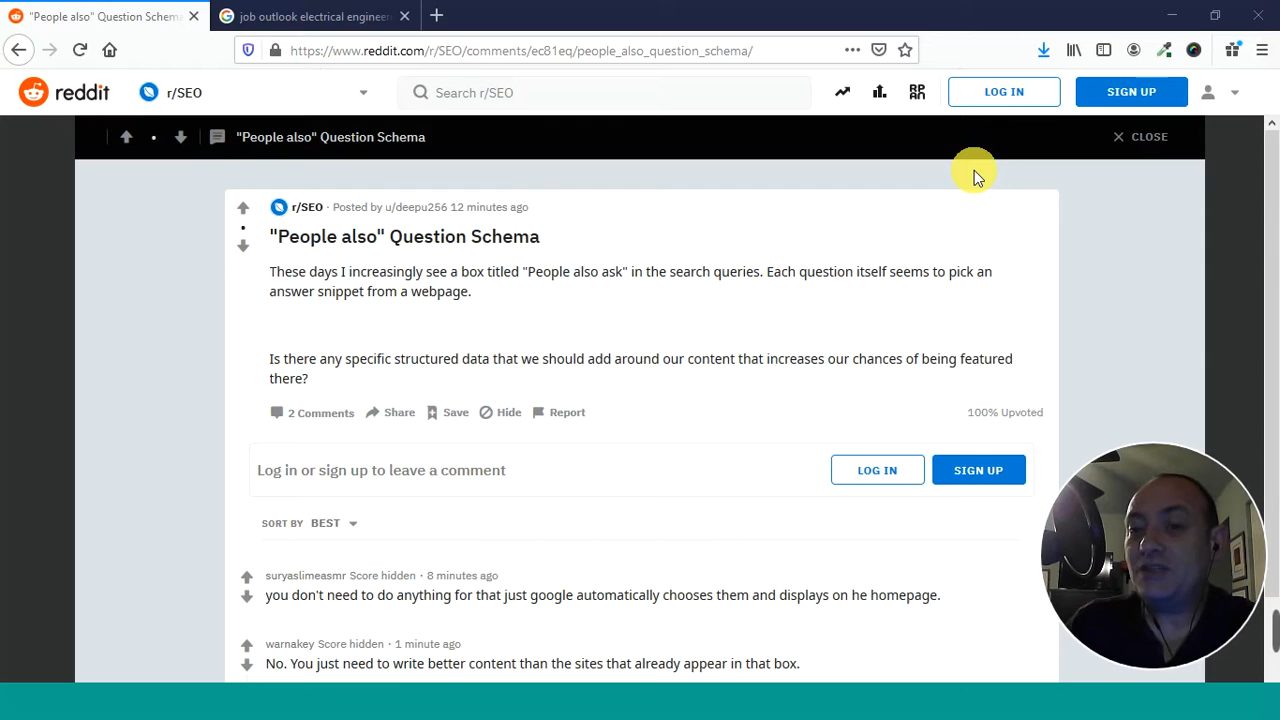 "People also" Question Schema
job outlook electrical engineer
https://www.reddit.com/r/SEO/comments/ec81eq/people_also_question_schema/
reddit
r/SEO
Search r/SEO
LOG IN
SIGN UP
"People also" Question Schema
CLOSE
r/SEO · Posted by u/deepu256 12 minutes ago
"People also" Question Schema
These days I increasingly see a box titled "People also ask" in the search queries. Each question itself seems to pick an
answer snippet from a webpage.
Is there any specific structured data that we should add around our content that increases our chances of being featured
there?
2 Comments
Share
Save
Hide
Report
100% Upvoted
Log in or sign up to leave a comment
LOG IN
SIGN UP
SORT BY BEST
suryaslimeasmr Score hidden · 8 minutes ago
you don't need to do anything for that just google automatically chooses them and displays on he homepage.
warnakey Score hidden · 1 minute ago
No. You just need to write better content than the sites that already appear in that box.